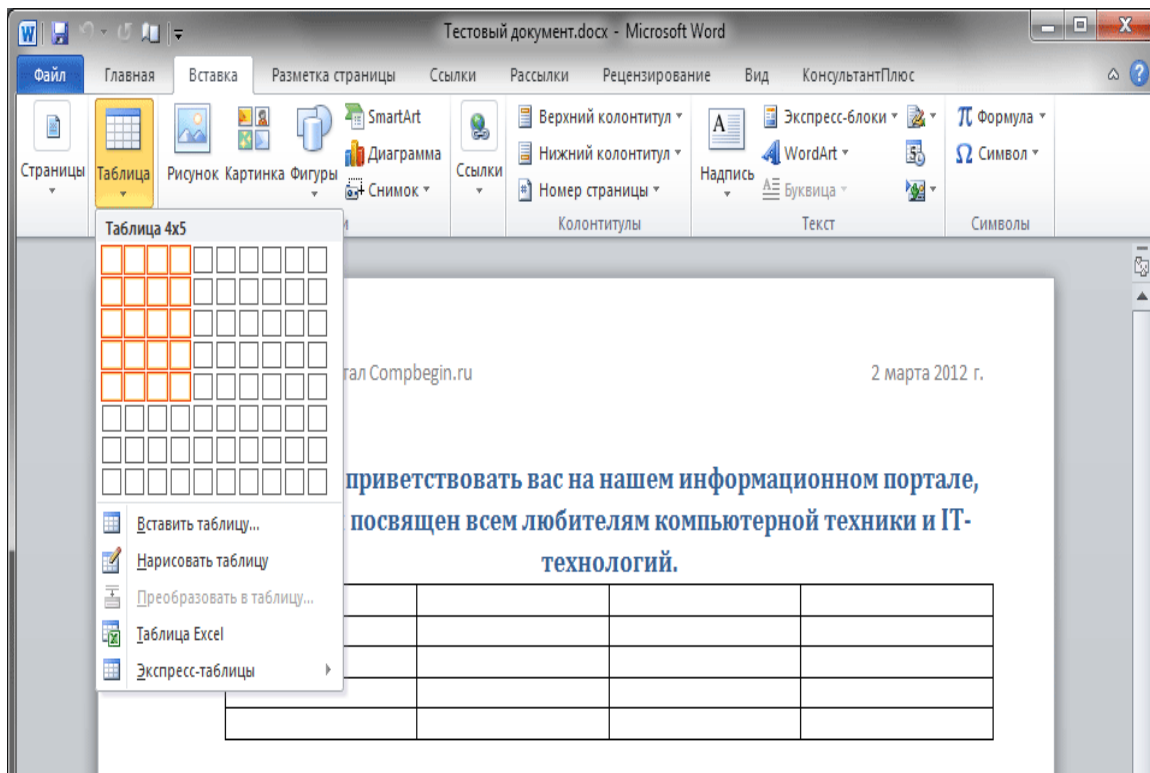 Тестовый документ.docx - Microsoft Word
Файл Главная Вставка Разметка страницы Ссылки Рассылки Рецензирование Вид КонсультантПлюс
Страницы
Таблица
Рисунок Картинка Фигуры
SmartArt
Диаграмма
Снимок
Ссылки
Верхний колонтитул
Нижний колонтитул
Номер страницы
Колонтитулы
Надпись
Экспресс-блоки
WordArt
Буквица
Текст
π Формула
Ω Символ
Символы
Таблица 4x5
Вставить таблицу...
Нарисовать таблицу
Преобразовать в таблицу...
Таблица Excel
Экспресс-таблицы
Compbegin.ru
2 марта 2012 г.
приветствовать вас на нашем информационном портале,
посвящен всем любителям компьютерной техники и IT-
технологий.